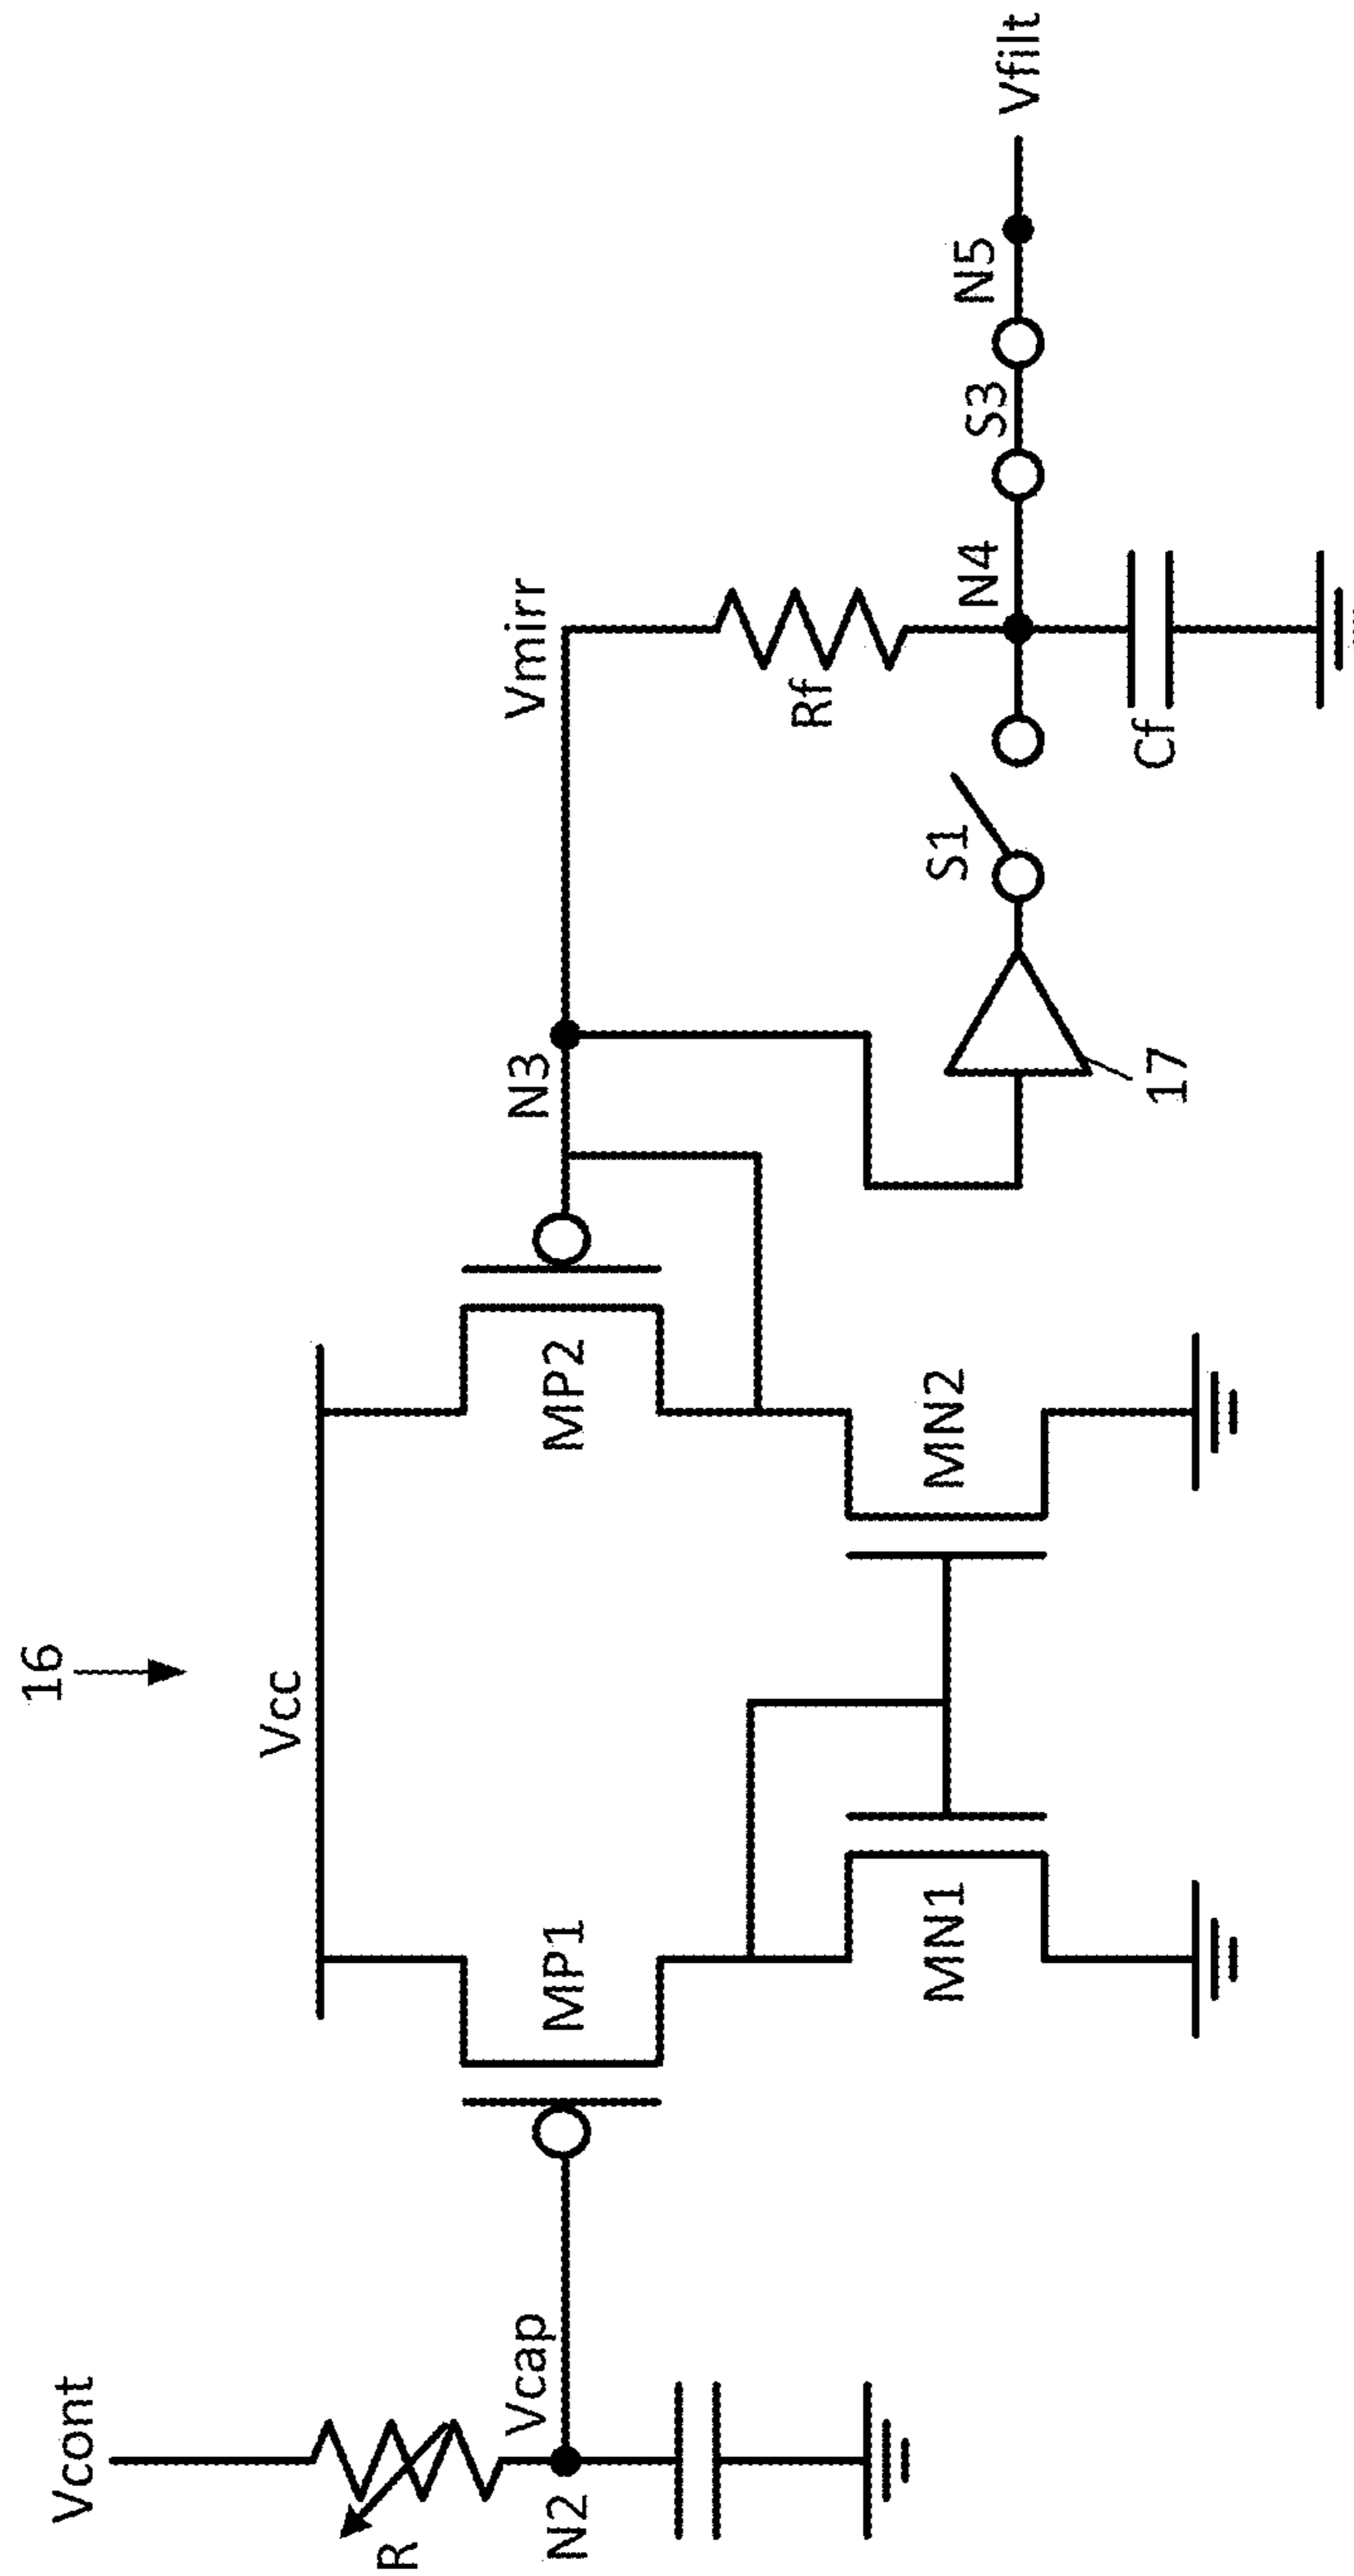 16
Vcont
R
N2
Vcap
Vcc
MP1
MP2
MN1
MN2
N3
Vmirr
Rf
17
S1
Cf
N4
S3
N5
Vfilt